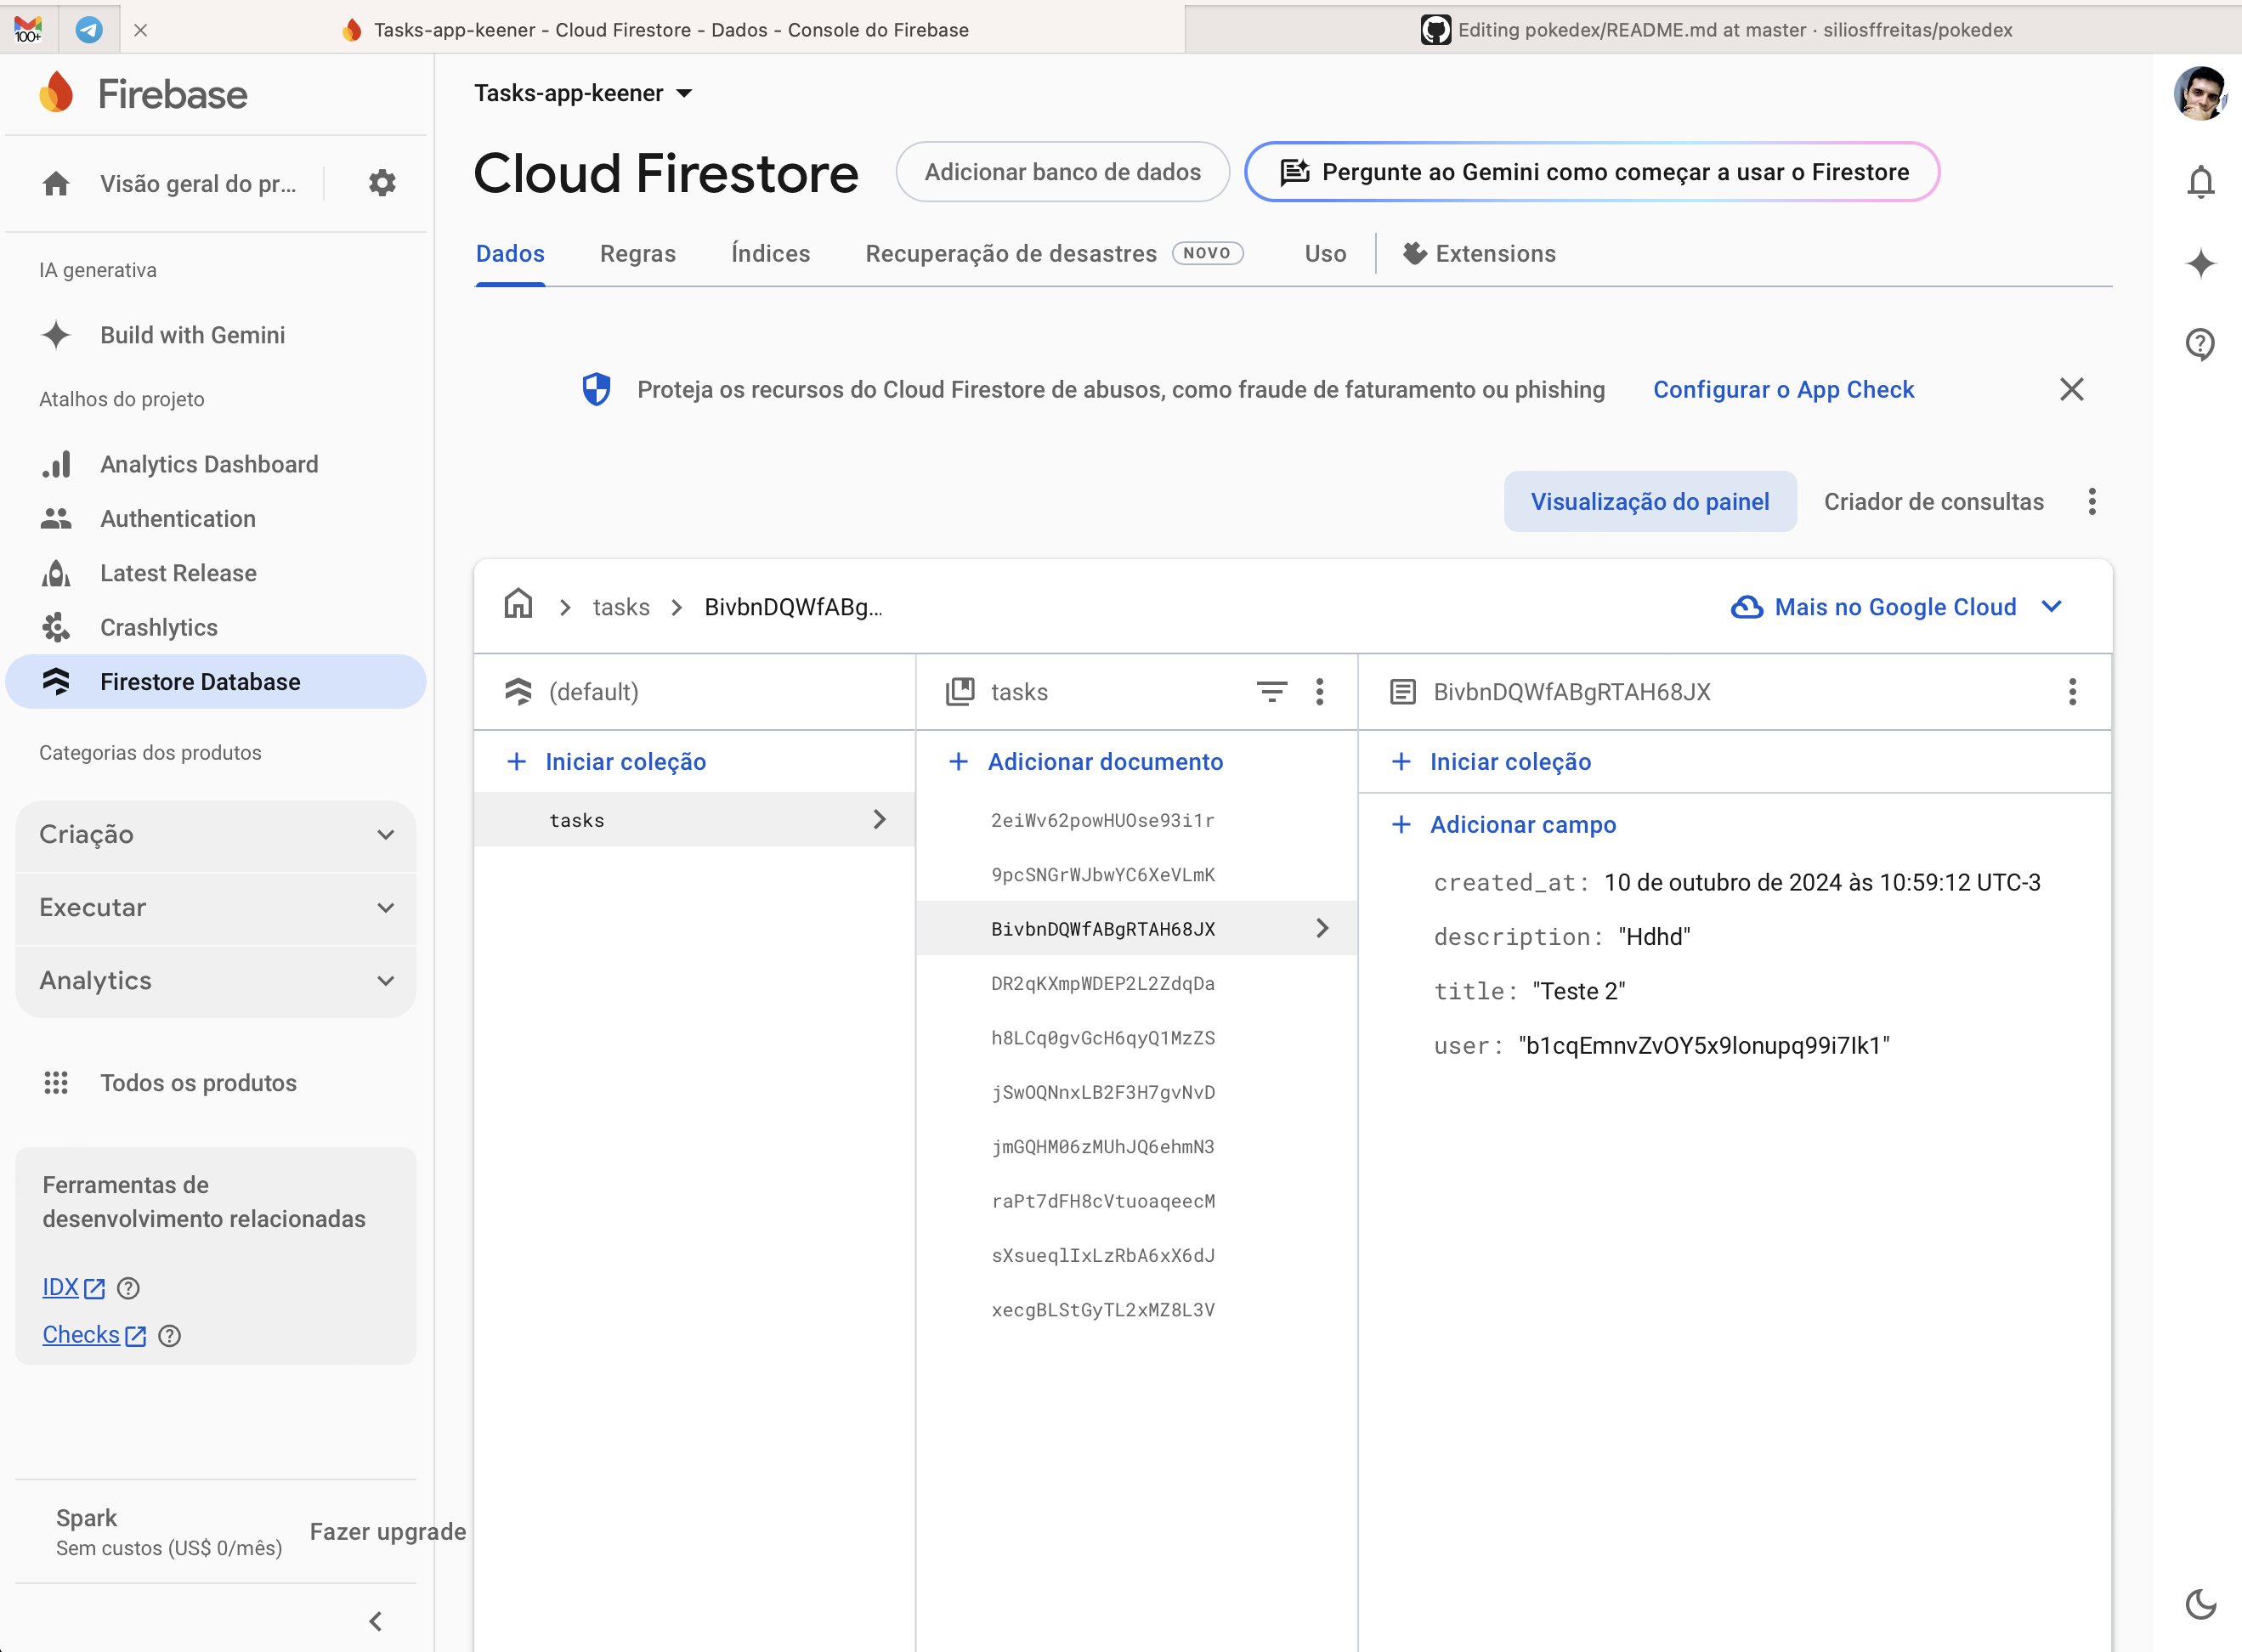 100+
Tasks-app-keener - Cloud Firestore - Dados - Console do Firebase
Editing pokedex/README.md at master · siliosffreitas/pokedex
Firebase
Tasks-app-keener
Visão geral do pr...
Cloud Firestore
Adicionar banco de dados
Pergunte ao Gemini como começar a usar o Firestore
Dados
Regras
Índices
Recuperação de desastres
NOVO
Uso
Extensions
IA generativa
Build with Gemini
Atalhos do projeto
Analytics Dashboard
Authentication
Latest Release
Crashlytics
Firestore Database
Categorias dos produtos
Criação
Executar
Analytics
Todos os produtos
Ferramentas de
desenvolvimento relacionadas
IDX
Checks
Spark
Sem custos (US$ 0/mês)
Fazer upgrade
Proteja os recursos do Cloud Firestore de abusos, como fraude de faturamento ou phishing
Configurar o App Check
Visualização do painel
Criador de consultas
tasks
BivbnDQWfABg...
Mais no Google Cloud
(default)
Iniciar coleção
tasks
tasks
Adicionar documento
2eiWv62powHUOse93i1r
9pcSNGrWJbwYC6XeVLmK
BivbnDQWfABgRTAH68JX
DR2qKXmpWDEP2L2ZdqDa
h8LCq0gvGcH6qyQ1MzZS
jSwOQNnxLB2F3H7gvNvD
jmGQHM06zMUhJQ6ehmN3
raPt7dFH8cVtuoaqeecM
sXsueqlIxLzRbA6xX6dJ
xecgBLStGyTL2xMZ8L3V
BivbnDQWfABgRTAH68JX
Iniciar coleção
Adicionar campo
created_at: 10 de outubro de 2024 às 10:59:12 UTC-3
description: "Hdhd"
title: "Teste 2"
user: "b1cqEmnvZvOY5x9lonupq99i7Ik1"